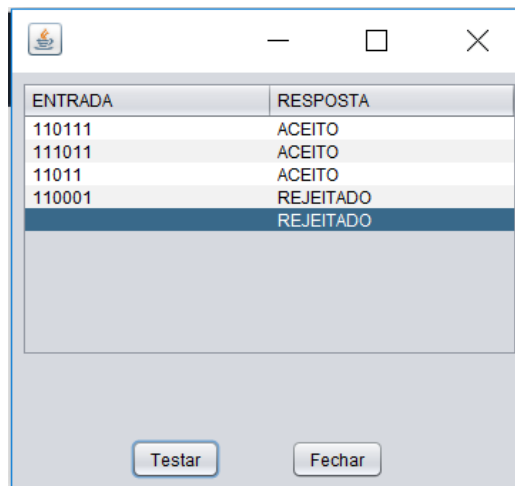 ENTRADA RESPOSTA
110111 ACEITO
111011 ACEITO
11011 ACEITO
110001 REJEITADO
REJEITADO
Testar Fechar